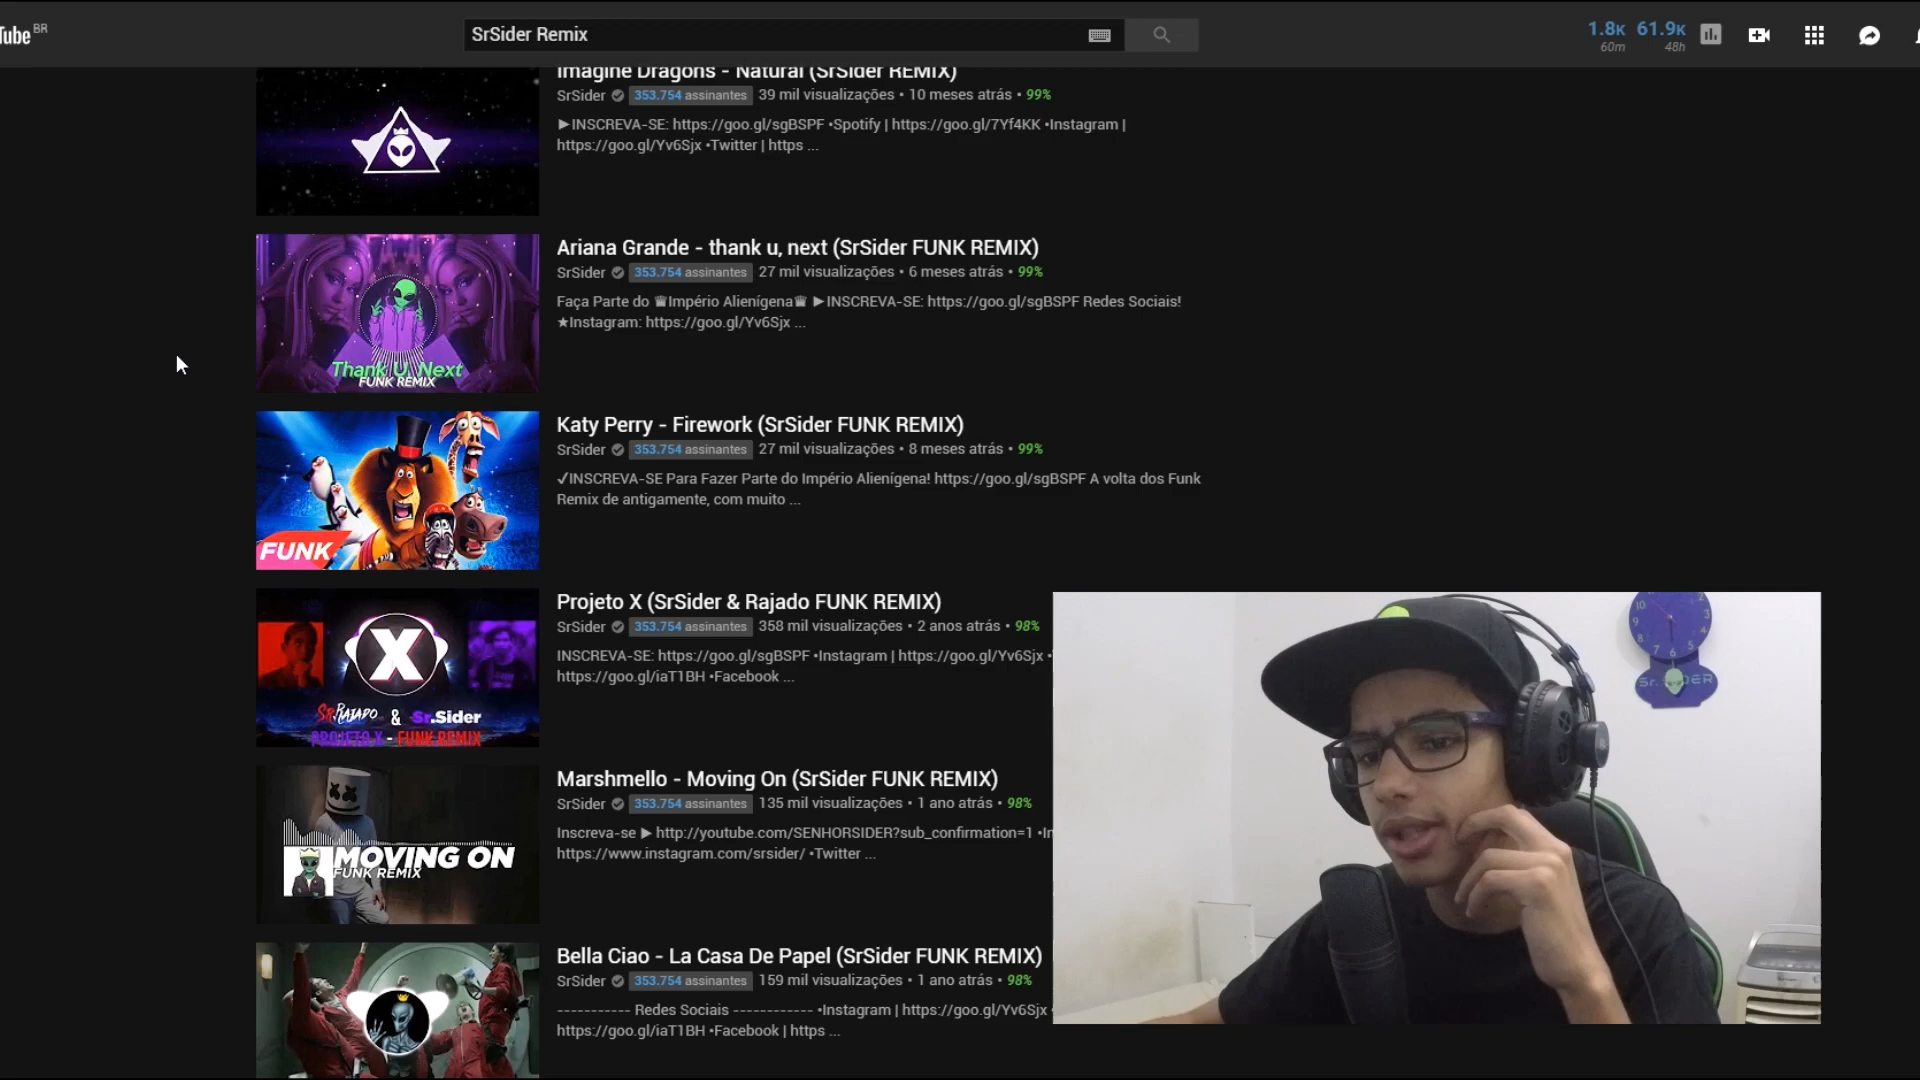 Tube BR
SrSider Remix
1.8K 60m
61.9K 48h
Imagine Dragons - Natural (SrSider REMIX)
SrSider 353.754 assinantes 39 mil visualizações • 10 meses atrás • 99%
►INSCREVA-SE: https://goo.gl/sgBSPF •Spotify | https://goo.gl/7Yf4KK •Instagram |
https://goo.gl/Yv6Sjx •Twitter | https ...
Thank U, Next
FUNK REMIX
Ariana Grande - thank u, next (SrSider FUNK REMIX)
SrSider 353.754 assinantes 27 mil visualizações • 6 meses atrás • 99%
Faça Parte do ♛Império Alienígena♛ ►INSCREVA-SE: https://goo.gl/sgBSPF Redes Sociais!
★Instagram: https://goo.gl/Yv6Sjx ...
FUNK
Katy Perry - Firework (SrSider FUNK REMIX)
SrSider 353.754 assinantes 27 mil visualizações • 8 meses atrás • 99%
✓INSCREVA-SE Para Fazer Parte do Império Alienígena! https://goo.gl/sgBSPF A volta dos Funk
Remix de antigamente, com muito ...
X
SrRajado & Sr.Sider
PROJETO X - FUNK REMIX
Projeto X (SrSider & Rajado FUNK REMIX)
SrSider 353.754 assinantes 358 mil visualizações • 2 anos atrás • 98%
INSCREVA-SE: https://goo.gl/sgBSPF •Instagram | https://goo.gl/Yv6Sjx •
https://goo.gl/iaT1BH •Facebook ...
MOVING ON
FUNK REMIX
Marshmello - Moving On (SrSider FUNK REMIX)
SrSider 353.754 assinantes 135 mil visualizações • 1 ano atrás • 98%
Inscreva-se ► http://youtube.com/SENHORSIDER?sub_confirmation=1 •In
https://www.instagram.com/srsider/ •Twitter ...
Bella Ciao - La Casa De Papel (SrSider FUNK REMIX)
SrSider 353.754 assinantes 159 mil visualizações • 1 ano atrás • 98%
----------- Redes Sociais ------------ •Instagram | https://goo.gl/Yv6Sjx •
https://goo.gl/iaT1BH •Facebook | https ...